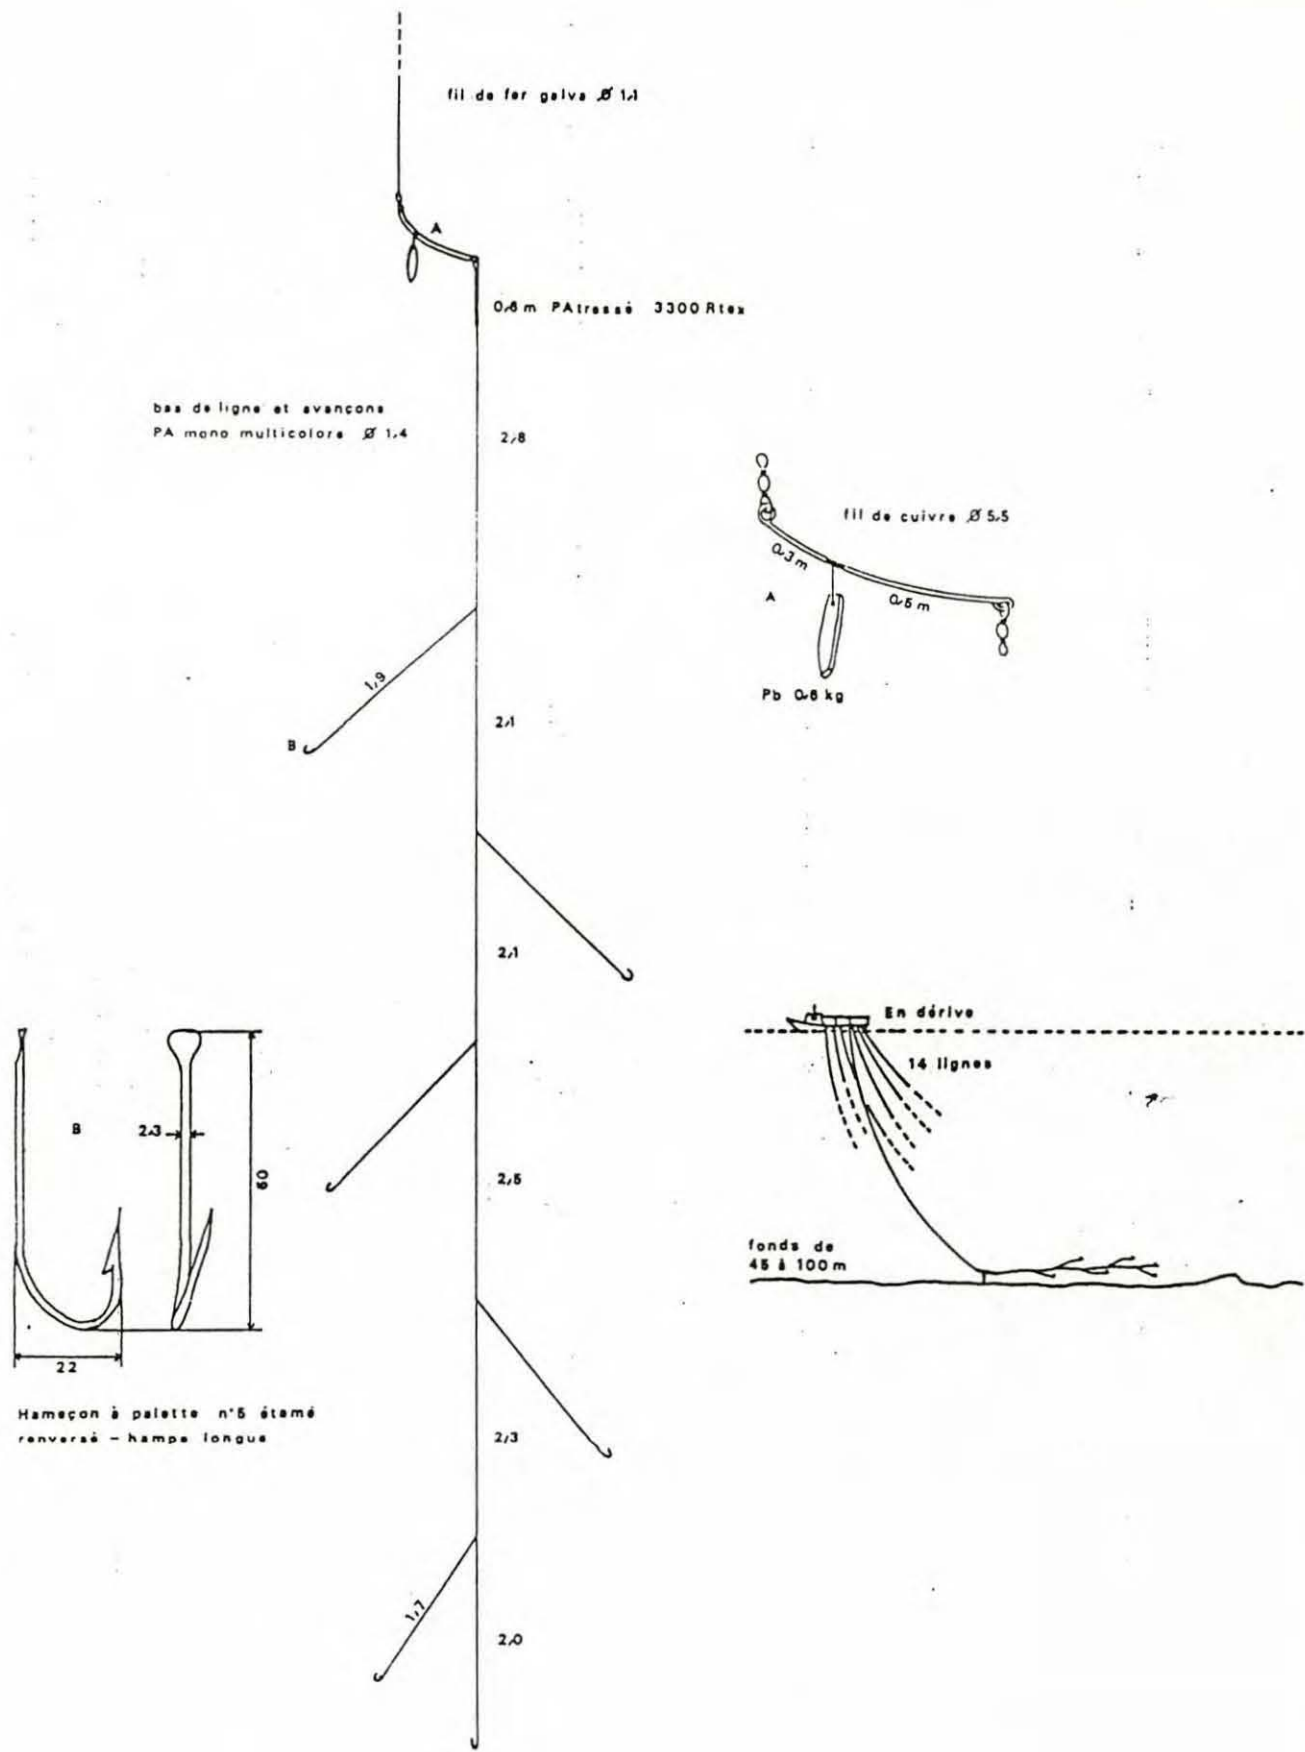 fil de fer galva Ø 1,1
A
0,6 m PA tressé 3300 Rtex
bas de ligne et avançons
PA mono multicolore Ø 1,4
2,8
fil de cuivre Ø 5,5
0,3 m
A
0,5 m
Pb 0,6 kg
1,9
B
2,1
2,1
En dérive
14 lignes
B
2,3
60
2,5
fonds de
45 à 100 m
22
Hameçon à palette n°5 étamé
renversé – hampe longue
2,3
1,7
2,0